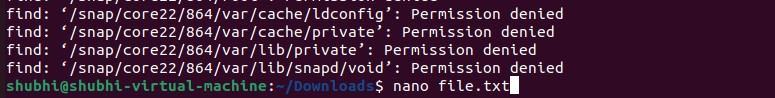 find: ‘/snap/core22/864/var/cache/ldconfig’: Permission denied
find: ‘/snap/core22/864/var/cache/private’: Permission denied
find: ‘/snap/core22/864/var/lib/private’: Permission denied
find: ‘/snap/core22/864/var/lib/snapd/void’: Permission denied
shubhi@shubhi-virtual-machine:~/Downloads$ nano file.txt